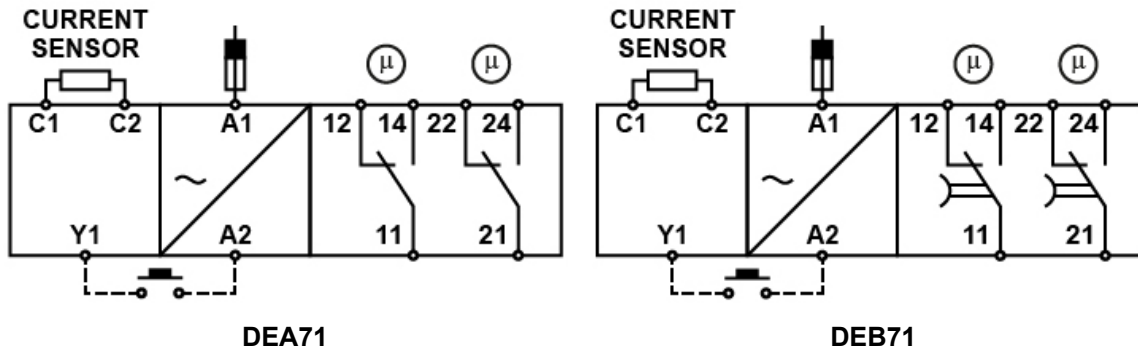 CURRENT
SENSOR
μ μ
C1 C2 A1 12 14 22 24
~
Y1 A2 11 21
DEA71
CURRENT
SENSOR
μ μ
C1 C2 A1 12 14 22 24
~
Y1 A2 11 21
DEB71